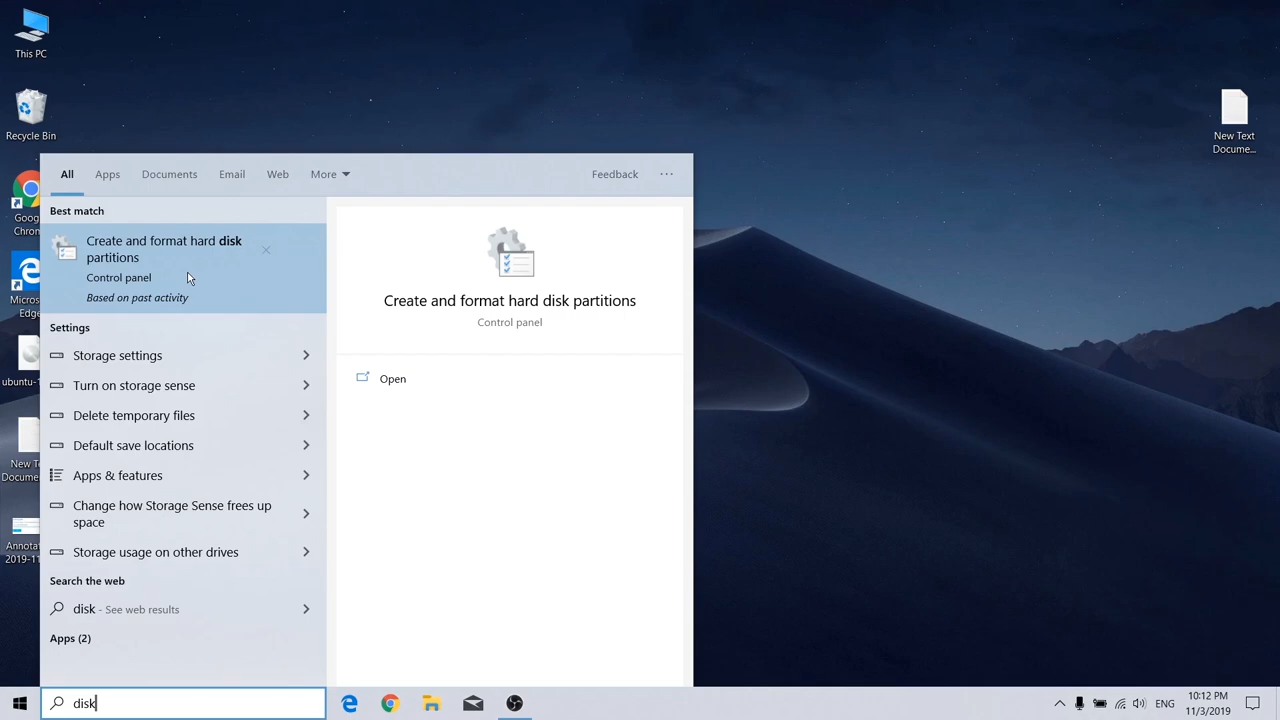 This PC
Recycle Bin
Goog
Chron
Micros
Edge
ubuntu-1
New T
Docume
Annotat
2019-11
New Text
Docume...
All
Apps
Documents
Email
Web
More
Feedback
Best match
Create and format hard disk
partitions
Control panel
Based on past activity
Settings
Storage settings
Turn on storage sense
Delete temporary files
Default save locations
Apps & features
Change how Storage Sense frees up
space
Storage usage on other drives
Search the web
disk - See web results
Apps (2)
Create and format hard disk partitions
Control panel
Open
disk
ENG
10:12 PM
11/3/2019